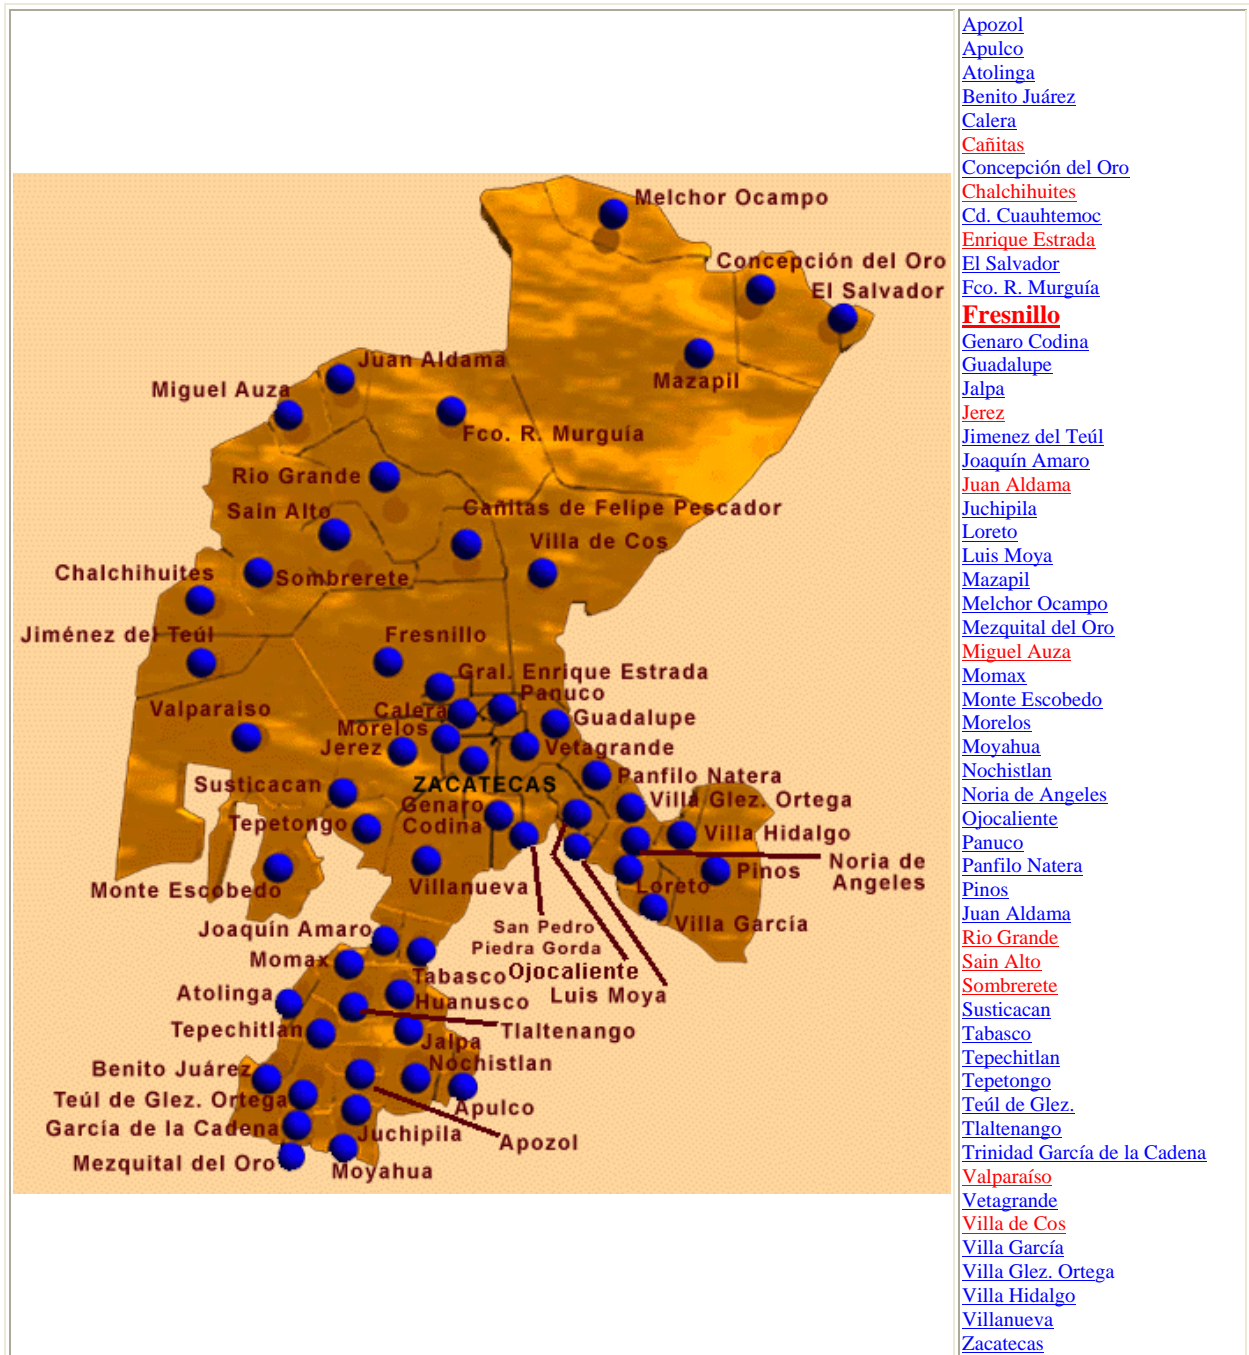 Melchor Ocampo
Concepción del Oro
El Salvador
Juan Aldama
Mazapil
Miguel Auza
Fco. R. Murguía
Rio Grande
Sain Alto
Cañitas de Felipe Pescador
Villa de Cos
Chalchihuites
Sombrerete
Jiménez del Teúl
Fresnillo
Gral. Enrique Estrada
Panuco
Valparaiso
Calera
Guadalupe
Morelos
Jerez
Vetagrande
Panfilo Natera
Susticacan
ZACATECAS
Villa Glez. Ortega
Genaro
Codina
Tepetongo
Villa Hidalgo
Noria de
Angeles
Pinos
Monte Escobedo
Villanueva
Loreto
Villa García
Joaquín Amaro
San Pedro
Piedra Gorda
Momax
Tabasco
Ojocaliente
Luis Moya
Atolinga
Huanusco
Tepechitlan
Tlaltenango
Jalpa
Nochistlan
Benito Juárez
Teúl de Glez. Ortega
Apulco
García de la Cadena
Juchipila
Apozol
Mezquital del Oro
Moyahua
Apozol
Apulco
Atolinga
Benito Juárez
Calera
Cañitas
Concepción del Oro
Chalchihuites
Cd. Cuauhtemoc
Enrique Estrada
El Salvador
Fco. R. Murguía
Fresnillo
Genaro Codina
Guadalupe
Jalpa
Jerez
Jimenez del Teúl
Joaquín Amaro
Juan Aldama
Juchipila
Loreto
Luis Moya
Mazapil
Melchor Ocampo
Mezquital del Oro
Miguel Auza
Momax
Monte Escobedo
Morelos
Moyahua
Nochistlan
Noria de Angeles
Ojocaliente
Panuco
Panfilo Natera
Pinos
Juan Aldama
Rio Grande
Sain Alto
Sombrerete
Susticacan
Tabasco
Tepechitlan
Tepetongo
Teúl de Glez.
Tlaltenango
Trinidad García de la Cadena
Valparaíso
Vetagrande
Villa de Cos
Villa García
Villa Glez. Ortega
Villa Hidalgo
Villanueva
Zacatecas